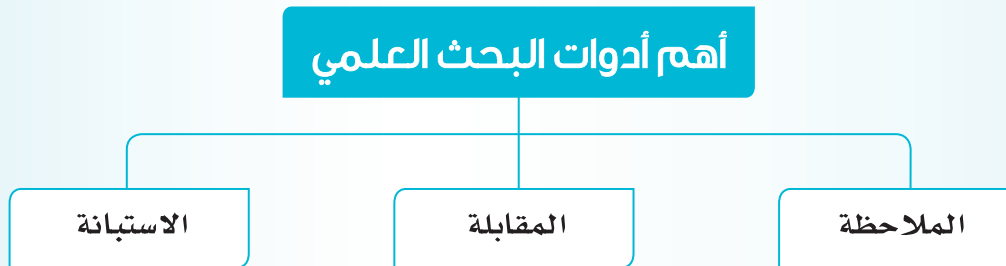 أهم أدوات البحث العلمي
الملاحظة
المقابلة
الاستبانة